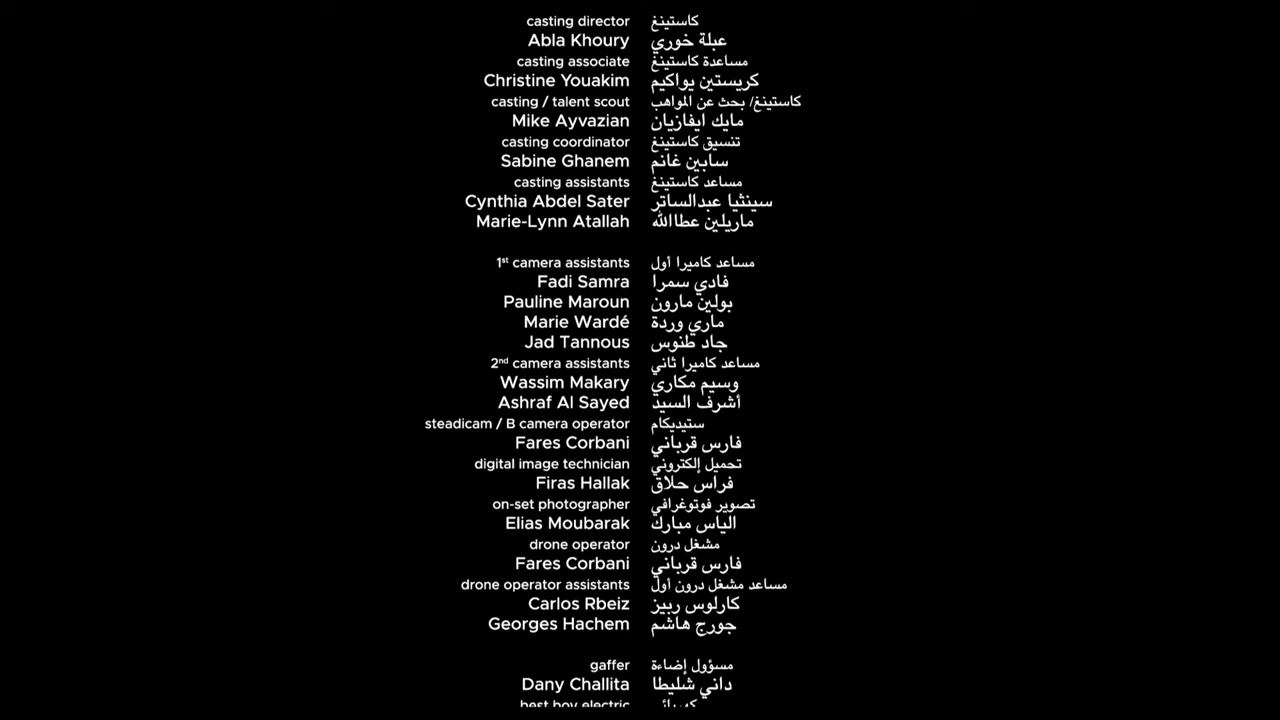 casting director كاستينغ
Abla Khoury عبلة خوري
casting associate مساعدة كاستينغ
Christine Youakim كريستين يواكيم
casting / talent scout كاستينغ/ بحث عن المواهب
Mike Ayvazian مايك ايفازيان
casting coordinator تنسيق كاستينغ
Sabine Ghanem سابين غانم
casting assistants مساعد كاستينغ
Cynthia Abdel Sater سينثيا عبدالساتر
Marie-Lynn Atallah ماريلين عطاالله
1st camera assistants مساعد كاميرا أول
Fadi Samra فادي سمرا
Pauline Maroun بولين مارون
Marie Wardé ماري وردة
Jad Tannous جاد طنوس
2nd camera assistants مساعد كاميرا ثاني
Wassim Makary وسيم مكاري
Ashraf Al Sayed أشرف السيد
steadicam / B camera operator ستيديكام
Fares Corbani فارس قرباني
digital image technician تحميل إلكتروني
Firas Hallak فراس حلاق
on-set photographer تصوير فوتوغرافي
Elias Moubarak الياس مبارك
drone operator مشغل درون
Fares Corbani فارس قرباني
drone operator assistants مساعد مشغل درون أول
Carlos Rbeiz كارلوس ربيز
Georges Hachem جورج هاشم
gaffer مسؤول إضاءة
Dany Challita داني شليطا
best boy electric